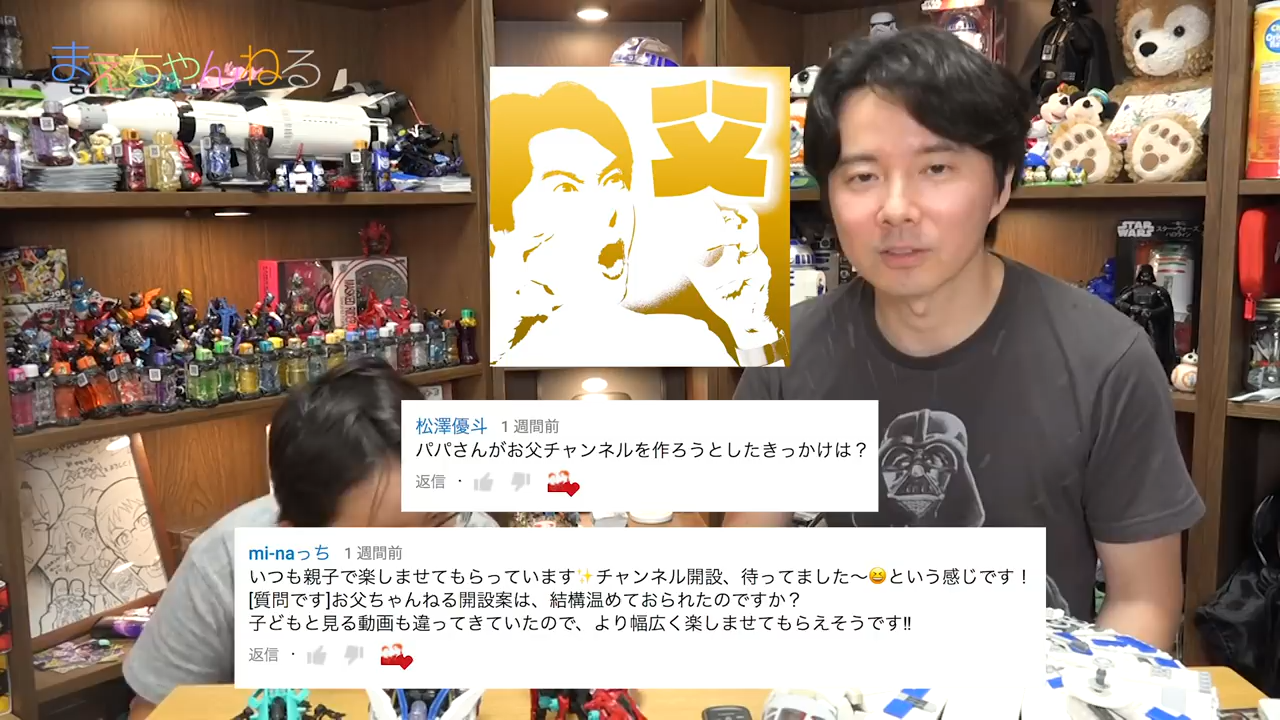 まえちゃんねる
父
STAR WARS
松澤優斗 1 週間前
パパさんがお父チャンネルを作ろうとしたきっかけは？
返信 ·
mi-naっち 1 週間前
いつも親子で楽しませてもらっています✨チャンネル開設、待ってました〜😆という感じです！
[質問です]お父ちゃんねる開設案は、結構温めておられたのですか？
子どもと見る動画も違ってきていたので、より幅広く楽しませてもらえそうです‼
返信 ·